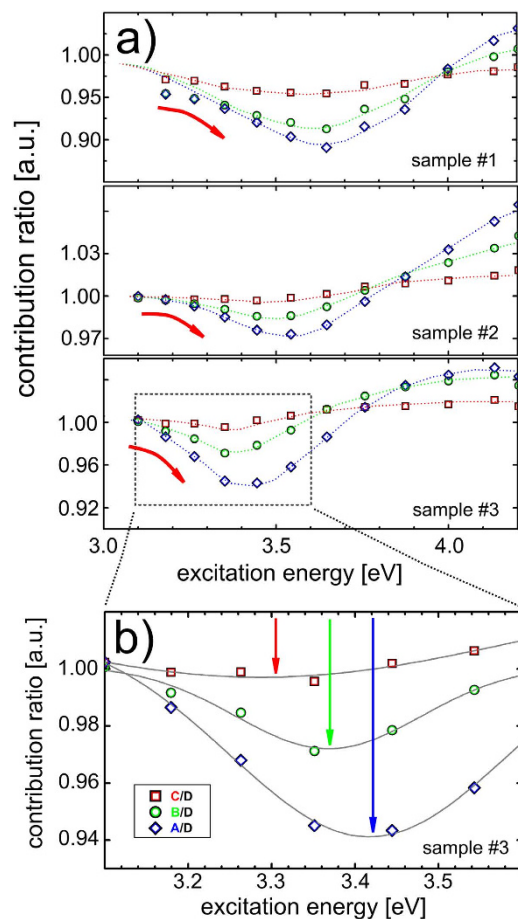 a)
contribution ratio [a.u.]
1.00
0.95
0.90
sample #1
1.03
1.00
0.97
sample #2
1.00
0.96
0.92
sample #3
3.0
3.5
4.0
excitation energy [eV]
b)
contribution ratio [a.u.]
1.00
0.98
0.96
0.94
C/D
B/D
A/D
sample #3
3.2
3.3
3.4
3.5
excitation energy [eV]